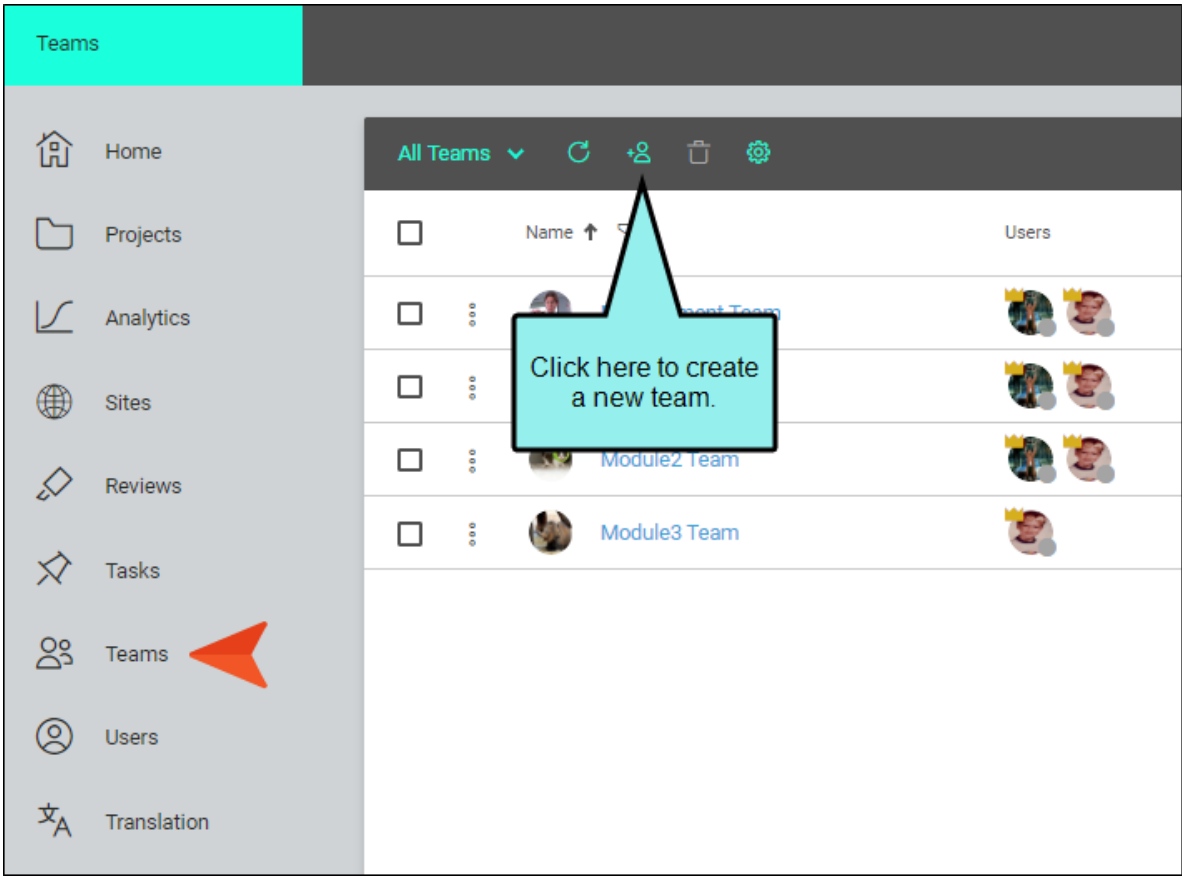 Teams
Home
Projects
Analytics
Sites
Reviews
Tasks
Teams
Users
Translation
All Teams
Name
Users
Team
Click here to create
a new team.
Module2 Team
Module3 Team